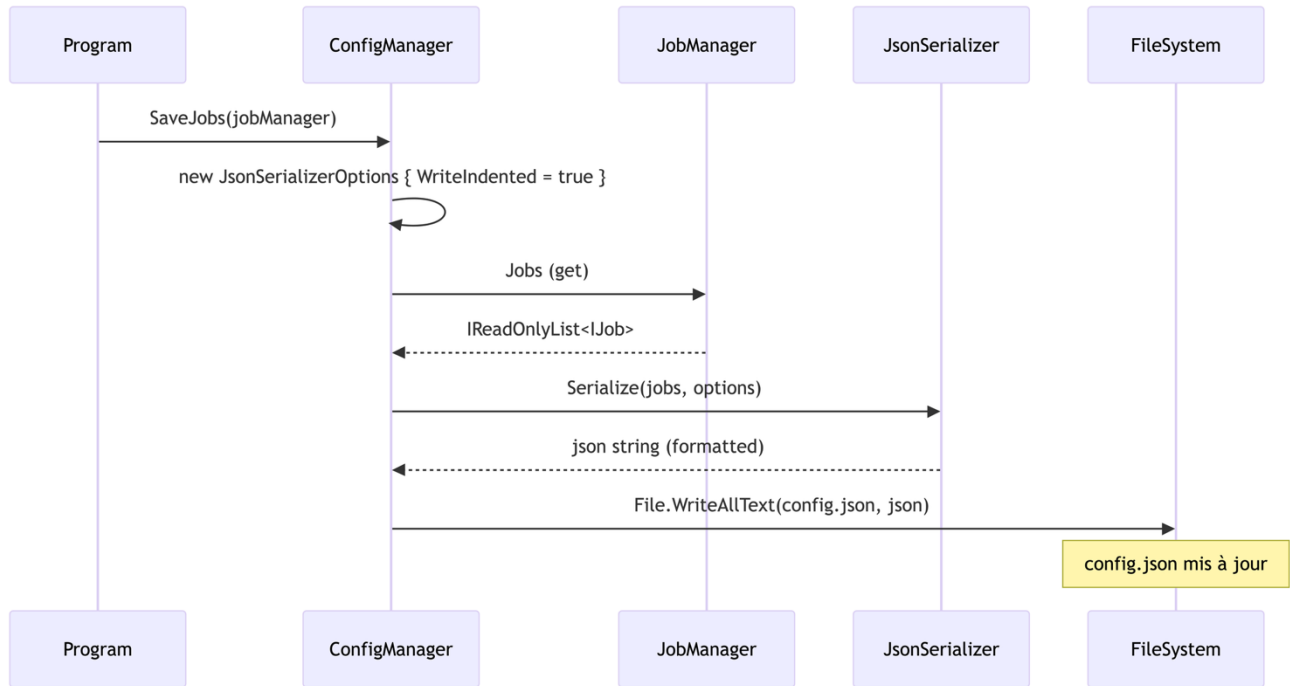 Program
ConfigManager
JobManager
JsonSerializer
FileSystem
SaveJobs(jobManager)
new JsonSerializerOptions { WriteIndented = true }
Jobs (get)
IReadOnlyList<IJob>
Serialize(jobs, options)
json string (formatted)
File.WriteAllText(config.json, json)
config.json mis à jour
Program
ConfigManager
JobManager
JsonSerializer
FileSystem